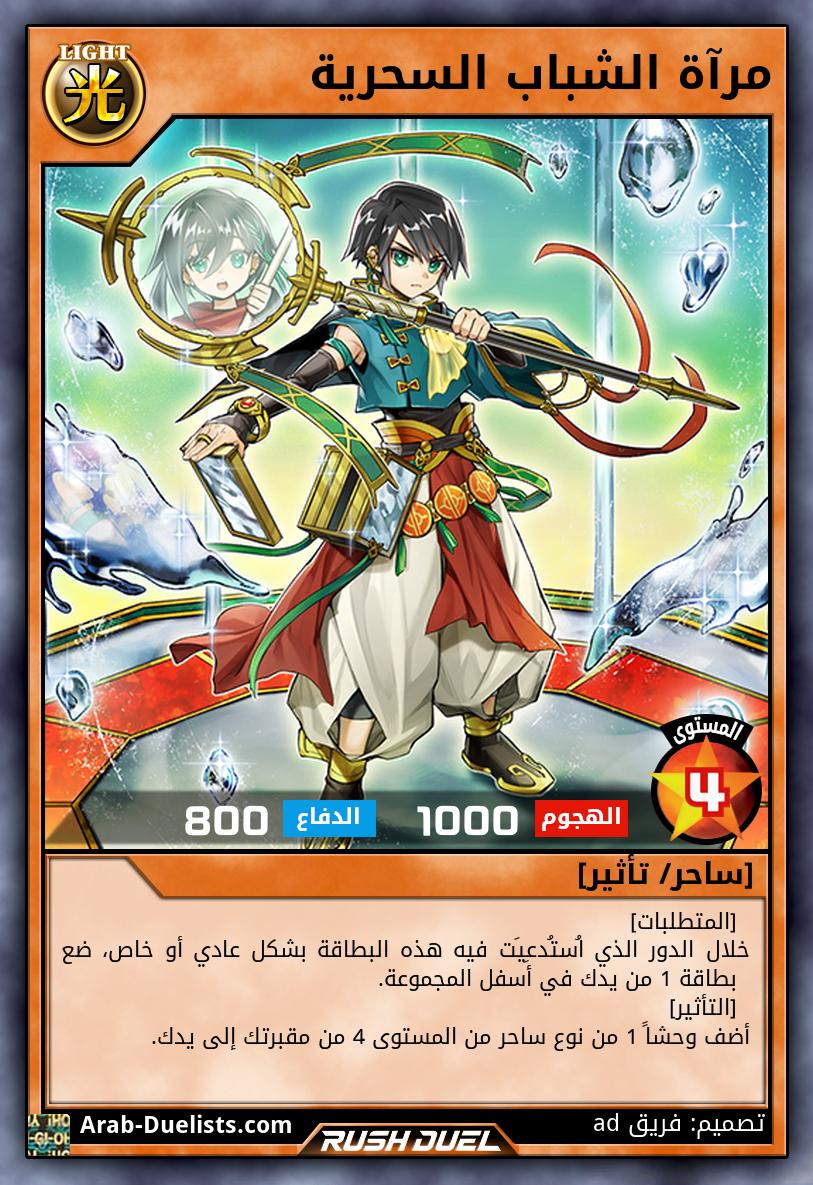 LIGHT
光
مرآة الشباب السحرية
المستوى
4
الهجوم 1000 الدفاع 800
[ساحر/ تأثير]
[المتطلبات]
خلال الدور الذي اُستُدعيَت فيه هذه البطاقة بشكل عادي أو خاص، ضع
بطاقة 1 من يدك في أَسفل المجموعة.
[التأثير]
أضف وحشاً 1 من نوع ساحر من المستوى 4 من مقبرتك إلى يدك.
تصميم: فريق ad
Arab-Duelists.com
RUSH DUEL